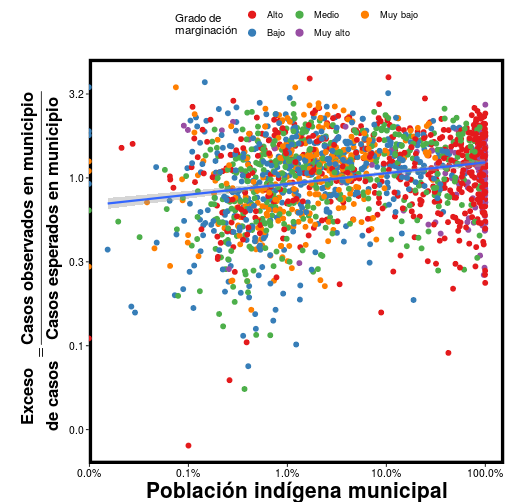 Grado de
marginación
Alto
Medio
Muy bajo
Bajo
Muy alto
Exceso
de casos
=
Casos observados en municipio
Casos esperados en municipio
3.2
1.0
0.3
0.1
0.0
0.0%
0.1%
1.0%
10.0%
100.0%
Población indígena municipal